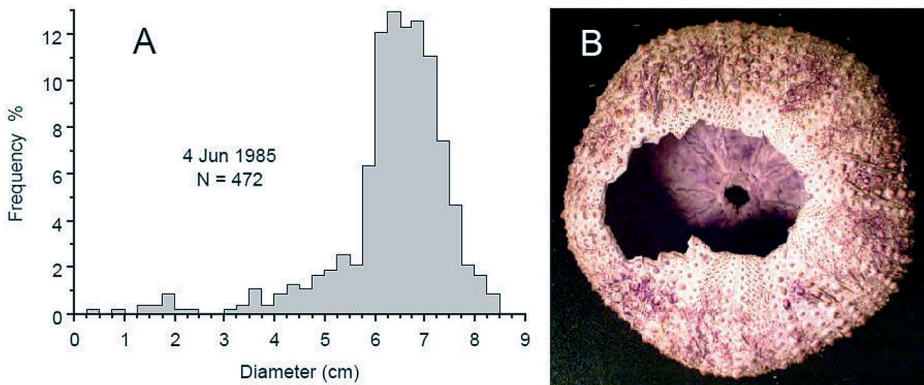 A
12
10
8
6
4
2
0
Frequency %
4 Jun 1985
N = 472
0 1 2 3 4 5 6 7 8 9
Diameter (cm)
B